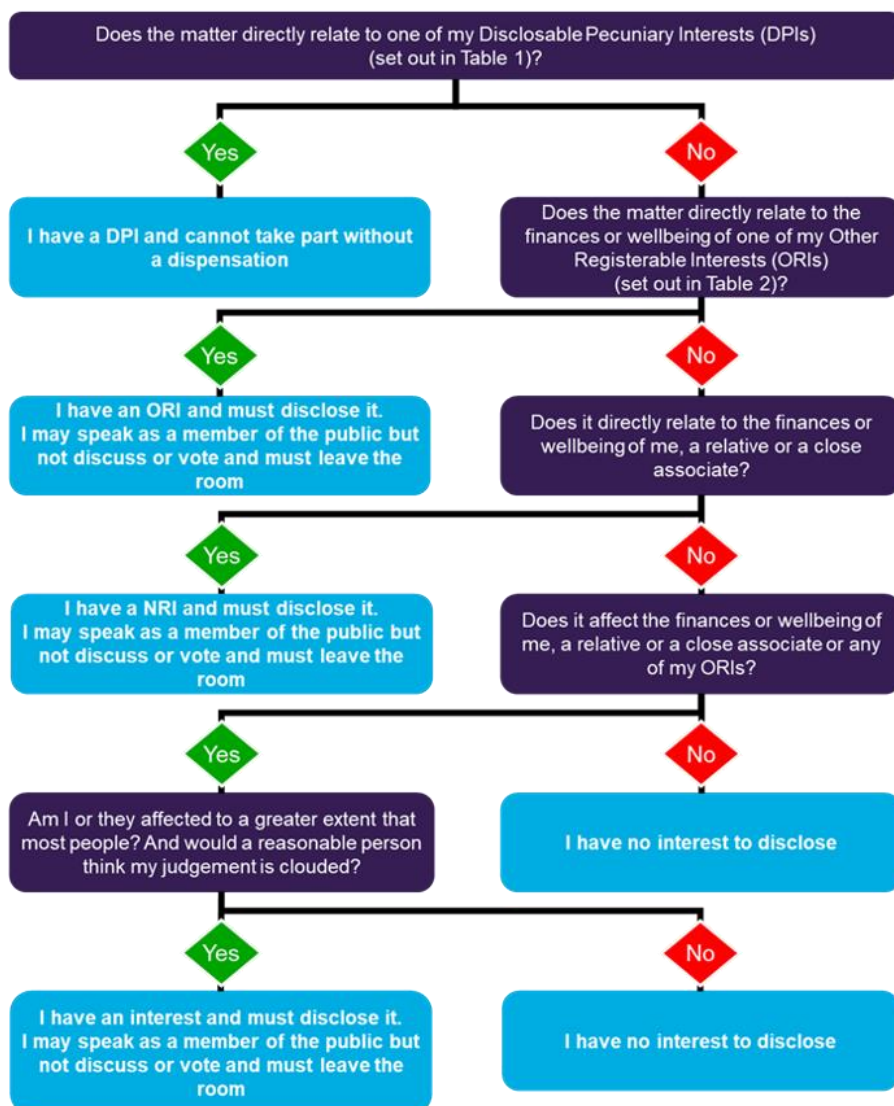 Does the matter directly relate to one of my Disclosable Pecuniary Interests (DPIs)
(set out in Table 1)?
Yes
No
I have a DPI and cannot take part without
a dispensation
Does the matter directly relate to the
finances or wellbeing of one of my Other
Registerable Interests (ORIs)
(set out in Table 2)?
Yes
No
I have an ORI and must disclose it.
I may speak as a member of the public but
not discuss or vote and must leave the
room
Does it directly relate to the finances or
wellbeing of me, a relative or a close
associate?
Yes
No
I have a NRI and must disclose it.
I may speak as a member of the public but
not discuss or vote and must leave the
room
Does it affect the finances or wellbeing of
me, a relative or a close associate or any
of my ORIs?
Yes
No
Am I or they affected to a greater extent that
most people? And would a reasonable person
think my judgement is clouded?
I have no interest to disclose
Yes
No
I have an interest and must disclose it.
I may speak as a member of the public but
not discuss or vote and must leave the
room
I have no interest to disclose